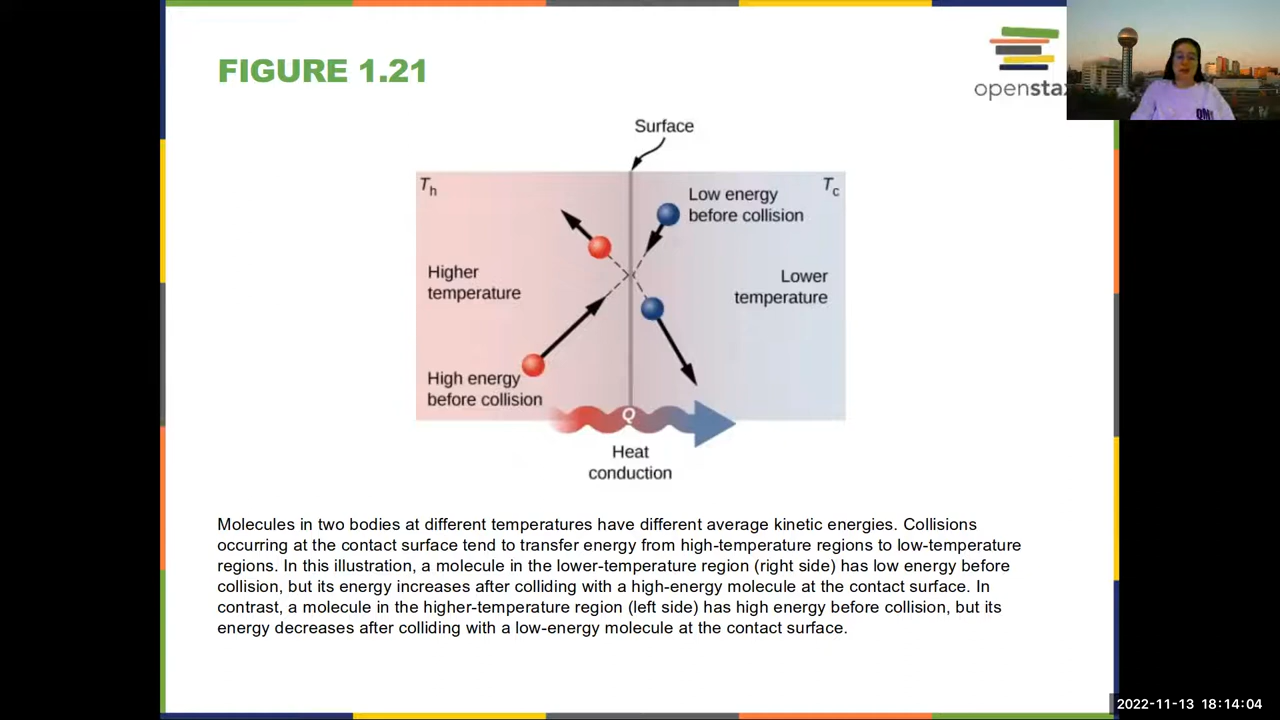 FIGURE 1.21
openstax
Surface
Th
Tc
Low energy
before collision
Higher
temperature
Lower
temperature
High energy
before collision
Q
Heat
conduction
Molecules in two bodies at different temperatures have different average kinetic energies. Collisions
occurring at the contact surface tend to transfer energy from high-temperature regions to low-temperature
regions. In this illustration, a molecule in the lower-temperature region (right side) has low energy before
collision, but its energy increases after colliding with a high-energy molecule at the contact surface. In
contrast, a molecule in the higher-temperature region (left side) has high energy before collision, but its
energy decreases after colliding with a low-energy molecule at the contact surface.
2022-11-13 18:14:04